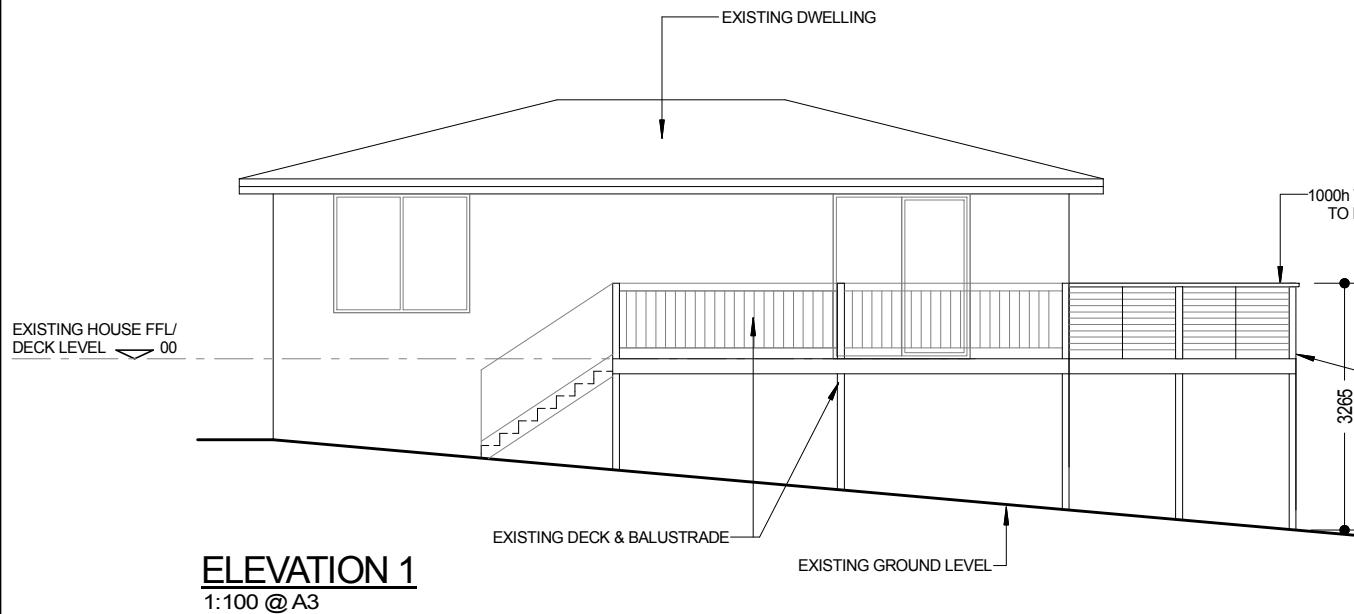 EXISTING DWELLING
1000h
TO
EXISTING HOUSE FFL/
DECK LEVEL 00
3265
EXISTING DECK & BALUSTRADE
EXISTING GROUND LEVEL
ELEVATION 1
1:100 @ A3